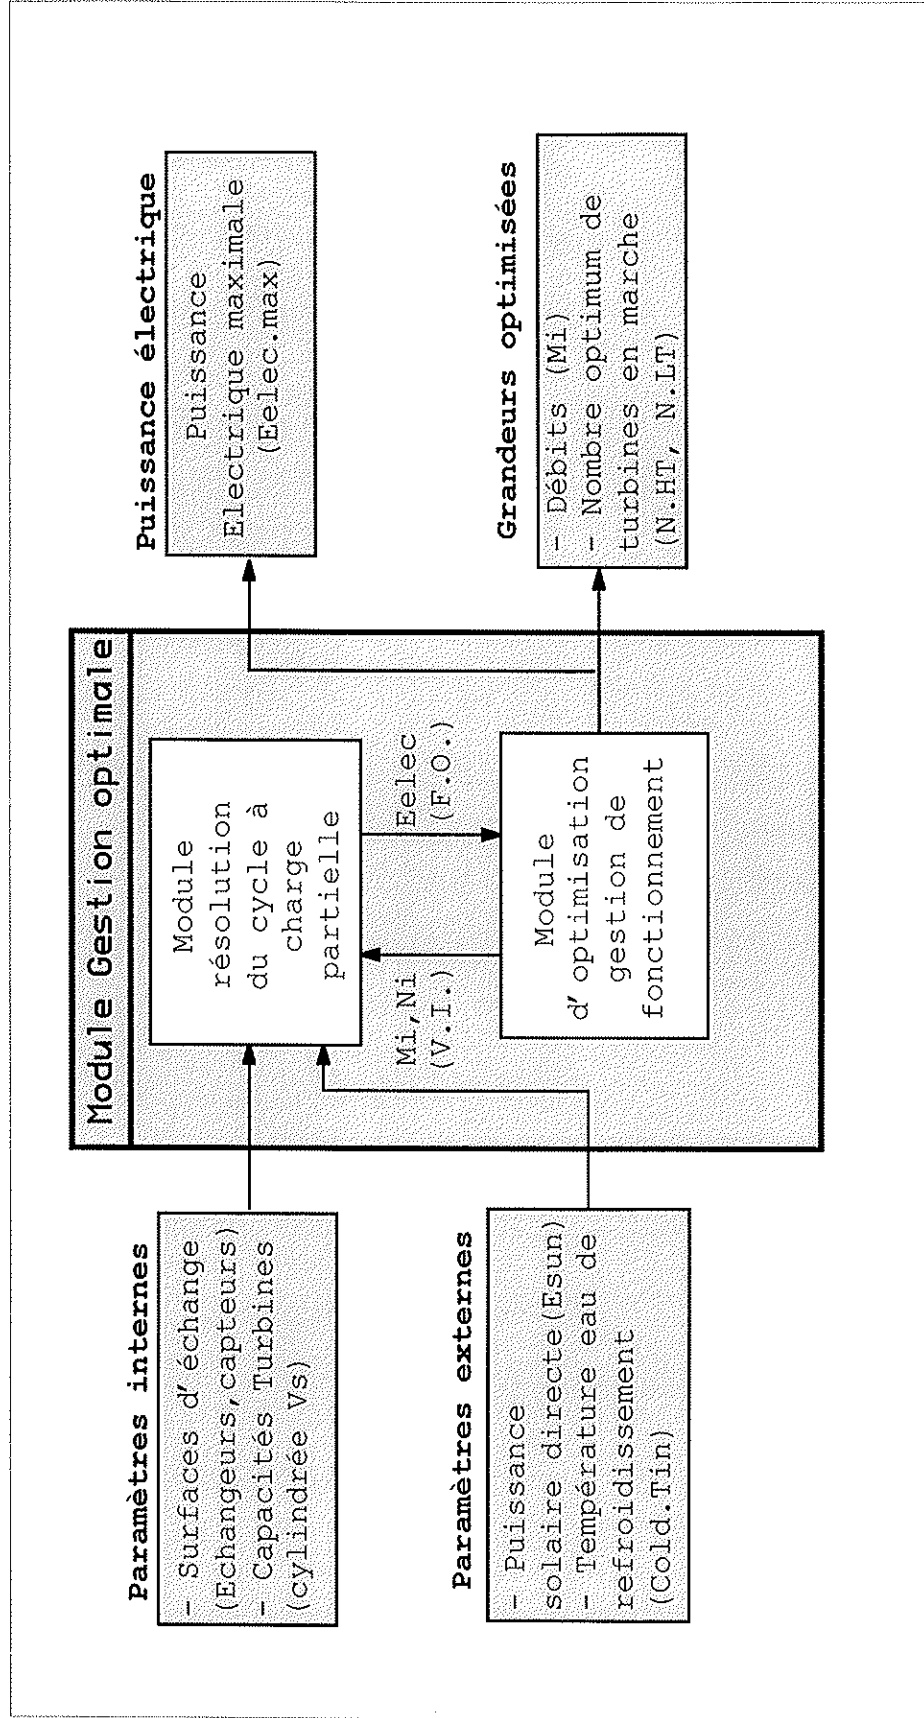 Module Gestion optimale
Paramètres internes
- Surfaces d'échange
(Echangeurs,capteurs)
- Capacités Turbines
(cylindrée Vs)
Paramètres externes
- Puissance
solaire directe(Esun)
- Température eau de
refroidissement
(Cold.Tin)
Module
résolution
du cycle à
charge
partielle
Mi,Ni
(V.I.)
Eelec
(F.O.)
Module
d'optimisation
gestion de
fonctionnement
Puissance électrique
Puissance
Electrique maximale
(Eelec.max)
Grandeurs optimisées
- Débits (Mi)
- Nombre optimum de
turbines en marche
(N.HT, N.LT)